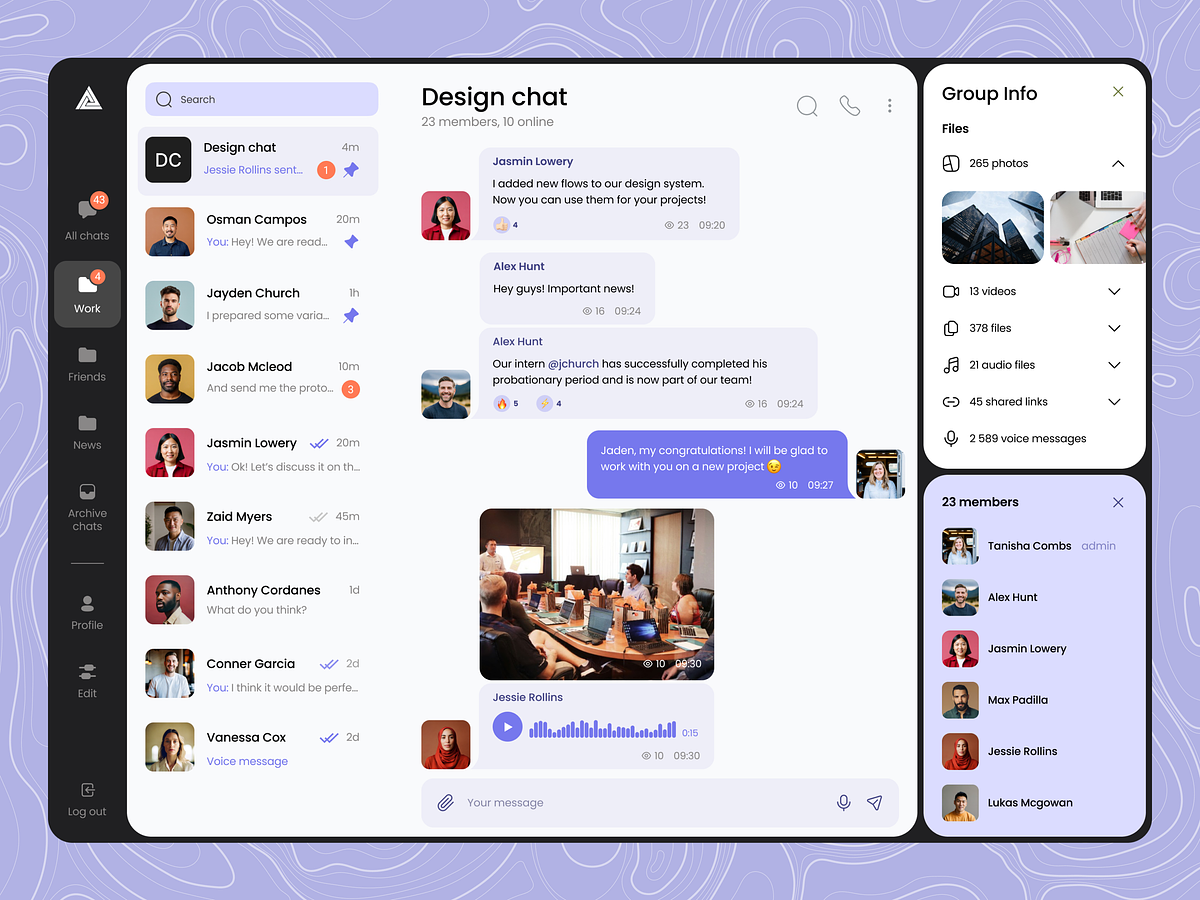 43
All chats
4
Work
Friends
News
Archive
chats
Profile
Edit
Log out
Search
DC
Design chat
4m
Jessie Rollins sent...
1
Osman Campos
20m
You: Hey! We are read...
Jayden Church
1h
I prepared some varia...
Jacob Mcleod
10m
And send me the proto...
3
Jasmin Lowery
20m
You: Ok! Let's discuss it on th...
Zaid Myers
45m
You: Hey! We are ready to in...
Anthony Cordanes
1d
What do you think?
Conner Garcia
2d
You: I think it would be perfe...
Vanessa Cox
2d
Voice message
Design chat
23 members, 10 online
Jasmin Lowery
I added new flows to our design system.
Now you can use them for your projects!
4
23 09:20
Alex Hunt
Hey guys! Important news!
16 09:24
Alex Hunt
Our intern @jchurch has successfully completed his
probationary period and is now part of our team!
5 4
16 09:24
Jaden, my congratulations! I will be glad to
work with you on a new project 😉
10 09:27
10 09:30
Jessie Rollins
0:15
10 09:30
Your message
Group Info
Files
265 photos
13 videos
378 files
21 audio files
45 shared links
2 589 voice messages
23 members
Tanisha Combs admin
Alex Hunt
Jasmin Lowery
Max Padilla
Jessie Rollins
Lukas Mcgowan